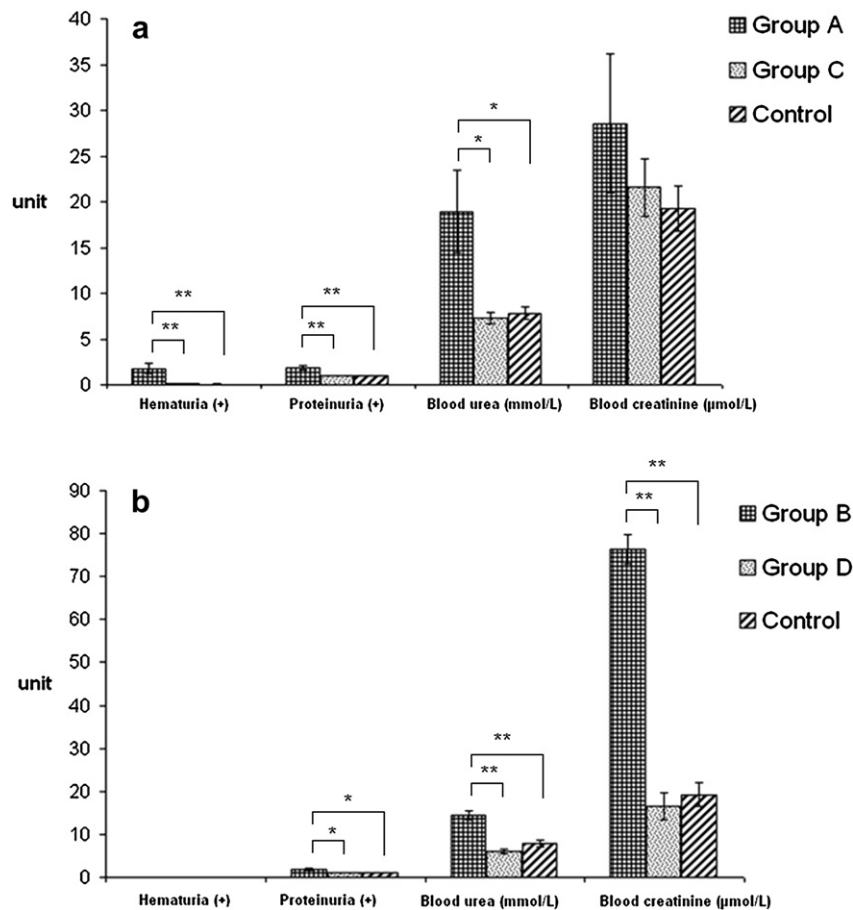 a
40
35
30
25
20
15
10
5
0
unit
Group A
Group C
Control
*
*
**
**
**
**
Hematuria (+) Proteinuria (+) Blood urea (mmol/L) Blood creatinine (µmol/L)
b
90
80
70
60
50
40
30
20
10
0
unit
Group B
Group D
Control
**
**
**
**
*
*
Hematuria (+) Proteinuria (+) Blood urea (mmol/L) Blood creatinine (µmol/L)